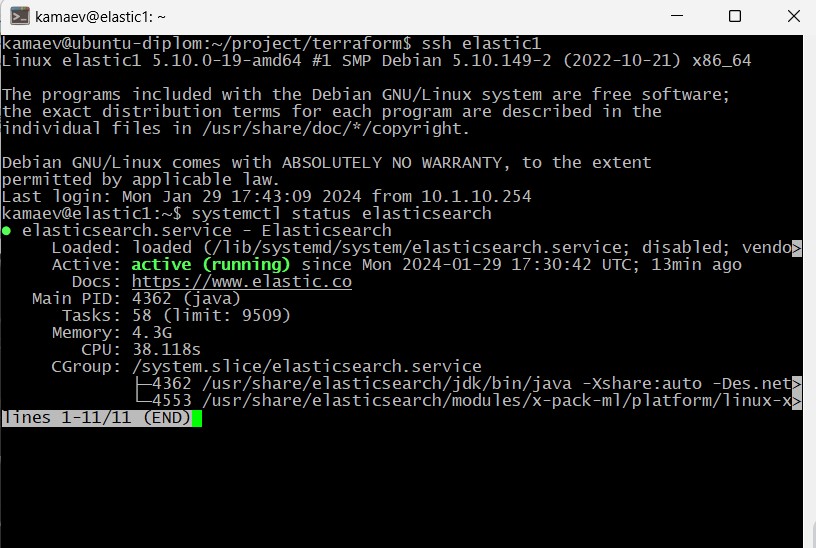 kamaev@elastic1: ~
kamaev@ubuntu-diplom:~/project/terraform$ ssh elastic1
Linux elastic1 5.10.0-19-amd64 #1 SMP Debian 5.10.149-2 (2022-10-21) x86_64

The programs included with the Debian GNU/Linux system are free software;
the exact distribution terms for each program are described in the
individual files in /usr/share/doc/*/copyright.

Debian GNU/Linux comes with ABSOLUTELY NO WARRANTY, to the extent
permitted by applicable law.
Last login: Mon Jan 29 17:43:09 2024 from 10.1.10.254
kamaev@elastic1:~$ systemctl status elasticsearch
● elasticsearch.service - Elasticsearch
     Loaded: loaded (/lib/systemd/system/elasticsearch.service; disabled; vendo>
     Active: active (running) since Mon 2024-01-29 17:30:42 UTC; 13min ago
       Docs: https://www.elastic.co
   Main PID: 4362 (java)
      Tasks: 58 (limit: 9509)
     Memory: 4.3G
        CPU: 38.118s
     CGroup: /system.slice/elasticsearch.service
             ├─4362 /usr/share/elasticsearch/jdk/bin/java -Xshare:auto -Des.net>
             └─4553 /usr/share/elasticsearch/modules/x-pack-ml/platform/linux-x>
lines 1-11/11 (END)